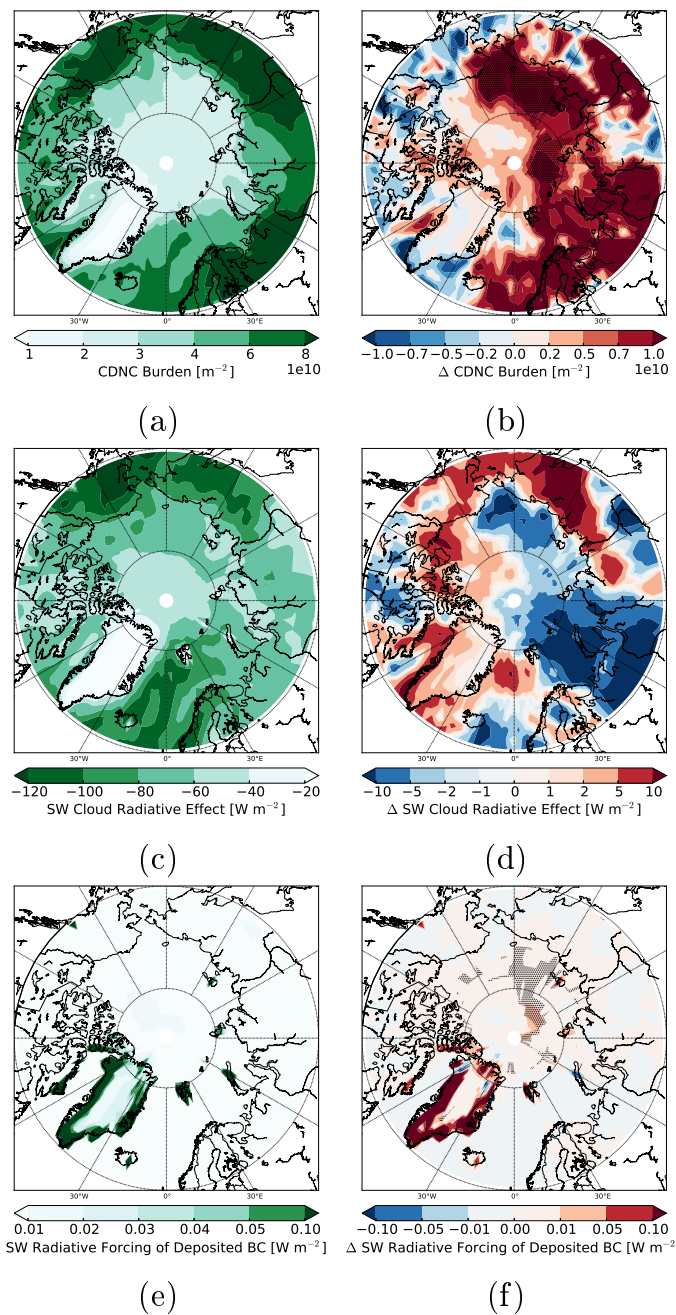 30°W 0° 30°E
30°W 0° 30°E
1 2 3 4 6 8
CDNC Burden [m⁻²]
1e10
−1.0 −0.7 −0.5 −0.2 0.0 0.2 0.5 0.7 1.0
Δ CDNC Burden [m⁻²]
1e10
(a)
(b)
30°W 0° 30°E
30°W 0° 30°E
−120 −100 −80 −60 −40 −20
SW Cloud Radiative Effect [W m⁻²]
−10 −5 −2 −1 0 1 2 5 10
Δ SW Cloud Radiative Effect [W m⁻²]
(c)
(d)
30°W 0° 30°E
30°W 0° 30°E
0.01 0.02 0.03 0.04 0.05 0.10
SW Radiative Forcing of Deposited BC [W m⁻²]
−0.10 −0.05 −0.01 0.00 0.01 0.05 0.10
Δ SW Radiative Forcing of Deposited BC [W m⁻²
(e)
(f)